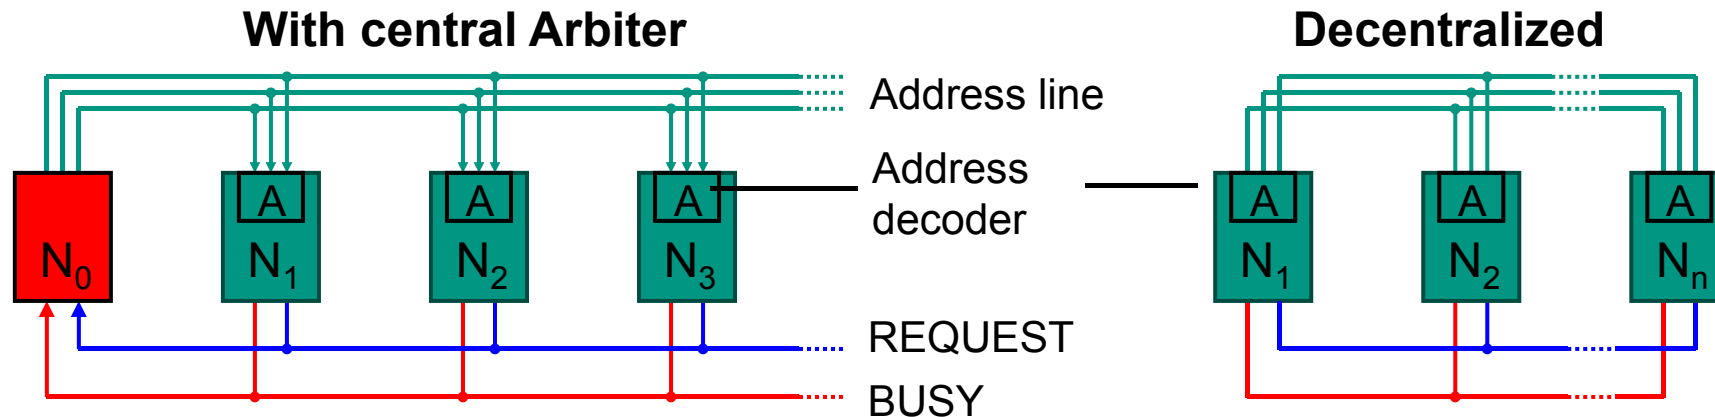 With central Arbiter
Decentralized
Address line
Address
decoder
A
A
A
A
A
A
N0
N1
N2
N3
N1
N2
Nn
REQUEST
BUSY